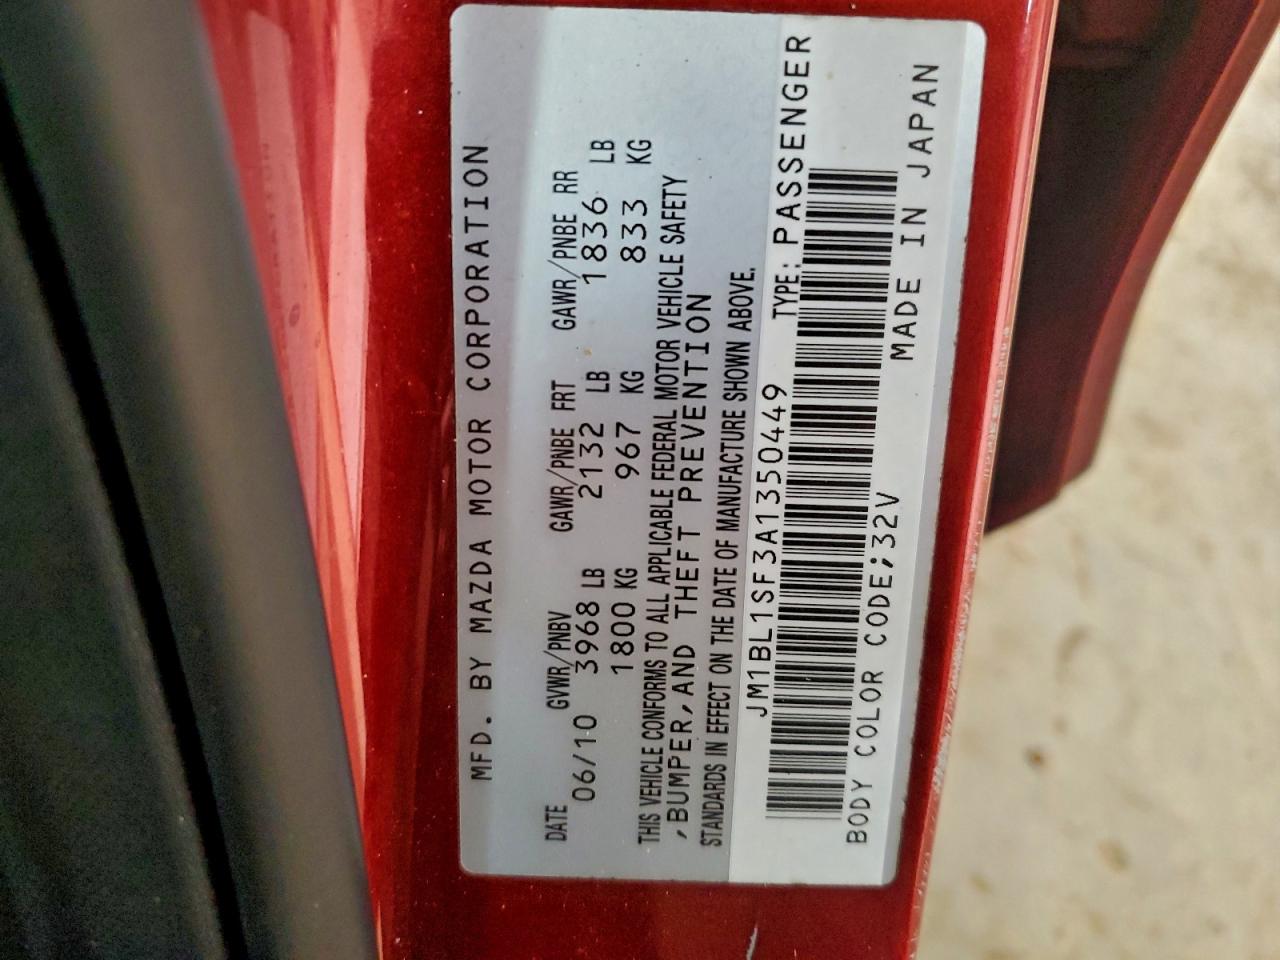 MFD. BY MAZDA MOTOR CORPORATION
DATE GVWR/PNBV GAWR/PNBE FRT GAWR/PNBE RR
06/10 3968 LB 2132 LB 1836 LB
1800 KG 967 KG 833 KG
THIS VEHICLE CONFORMS TO ALL APPLICABLE FEDERAL MOTOR VEHICLE SAFETY
,BUMPER,AND THEFT PREVENTION
STANDARDS IN EFFECT ON THE DATE OF MANUFACTURE SHOWN ABOVE.
JM1BL1SF3A1350449 TYPE: PASSENGER
BODY COLOR CODE;32V MADE IN JAPAN